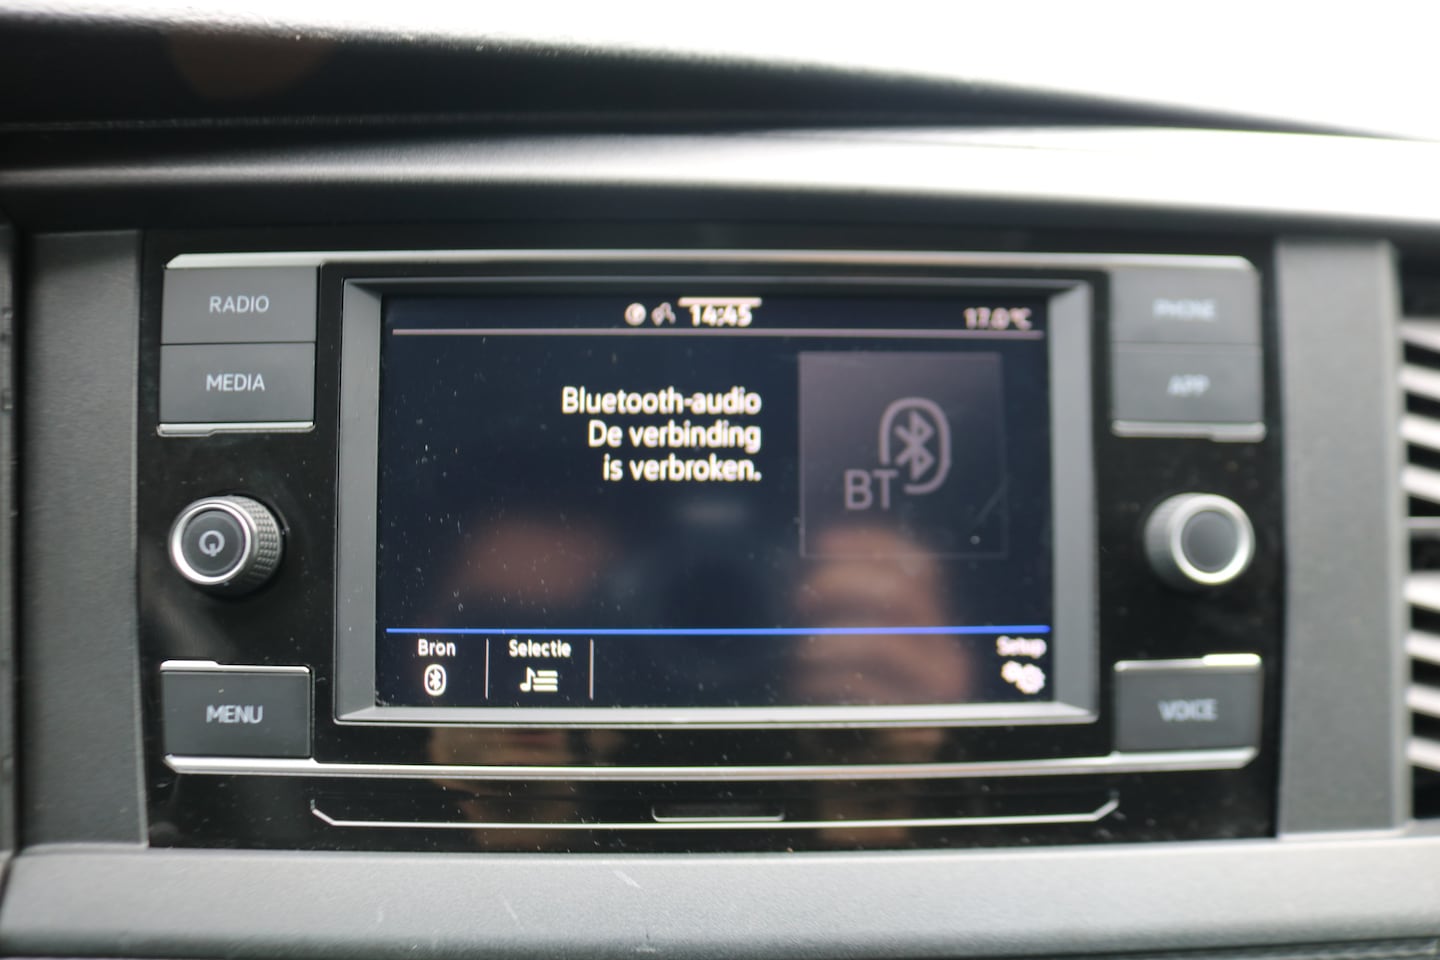 RADIO
MEDIA
MENU
14:45
17.0°C
Bluetooth-audio
De verbinding
is verbroken.
BT
Bron
Selectie
Setup
PHONE
APP
VOICE